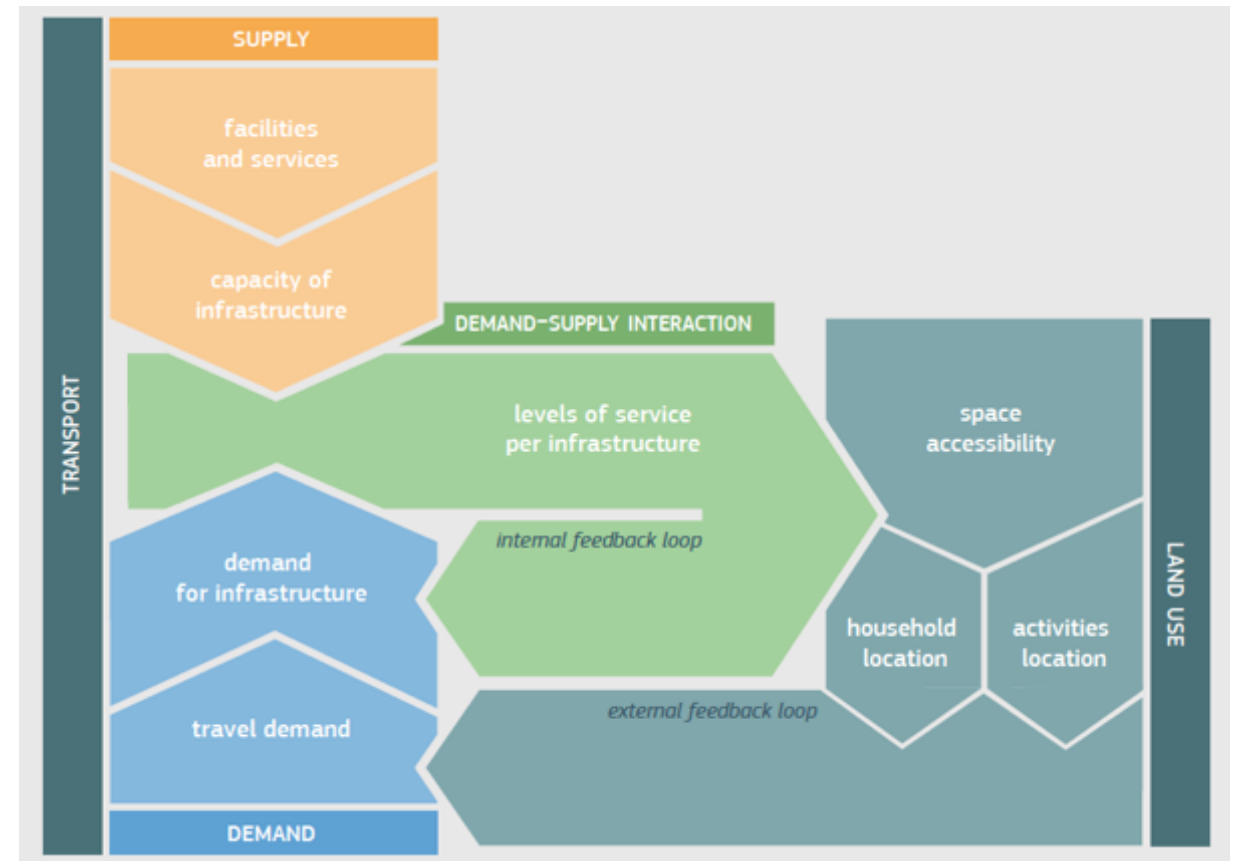 SUPPLY
facilities
and services
capacity of
infrastructure
TRANSPORT
DEMAND-SUPPLY INTERACTION
levels of service
per infrastructure
internal feedback loop
demand
for infrastructure
travel demand
external feedback loop
DEMAND
space
accessibility
household
location
activities
location
LAND USE